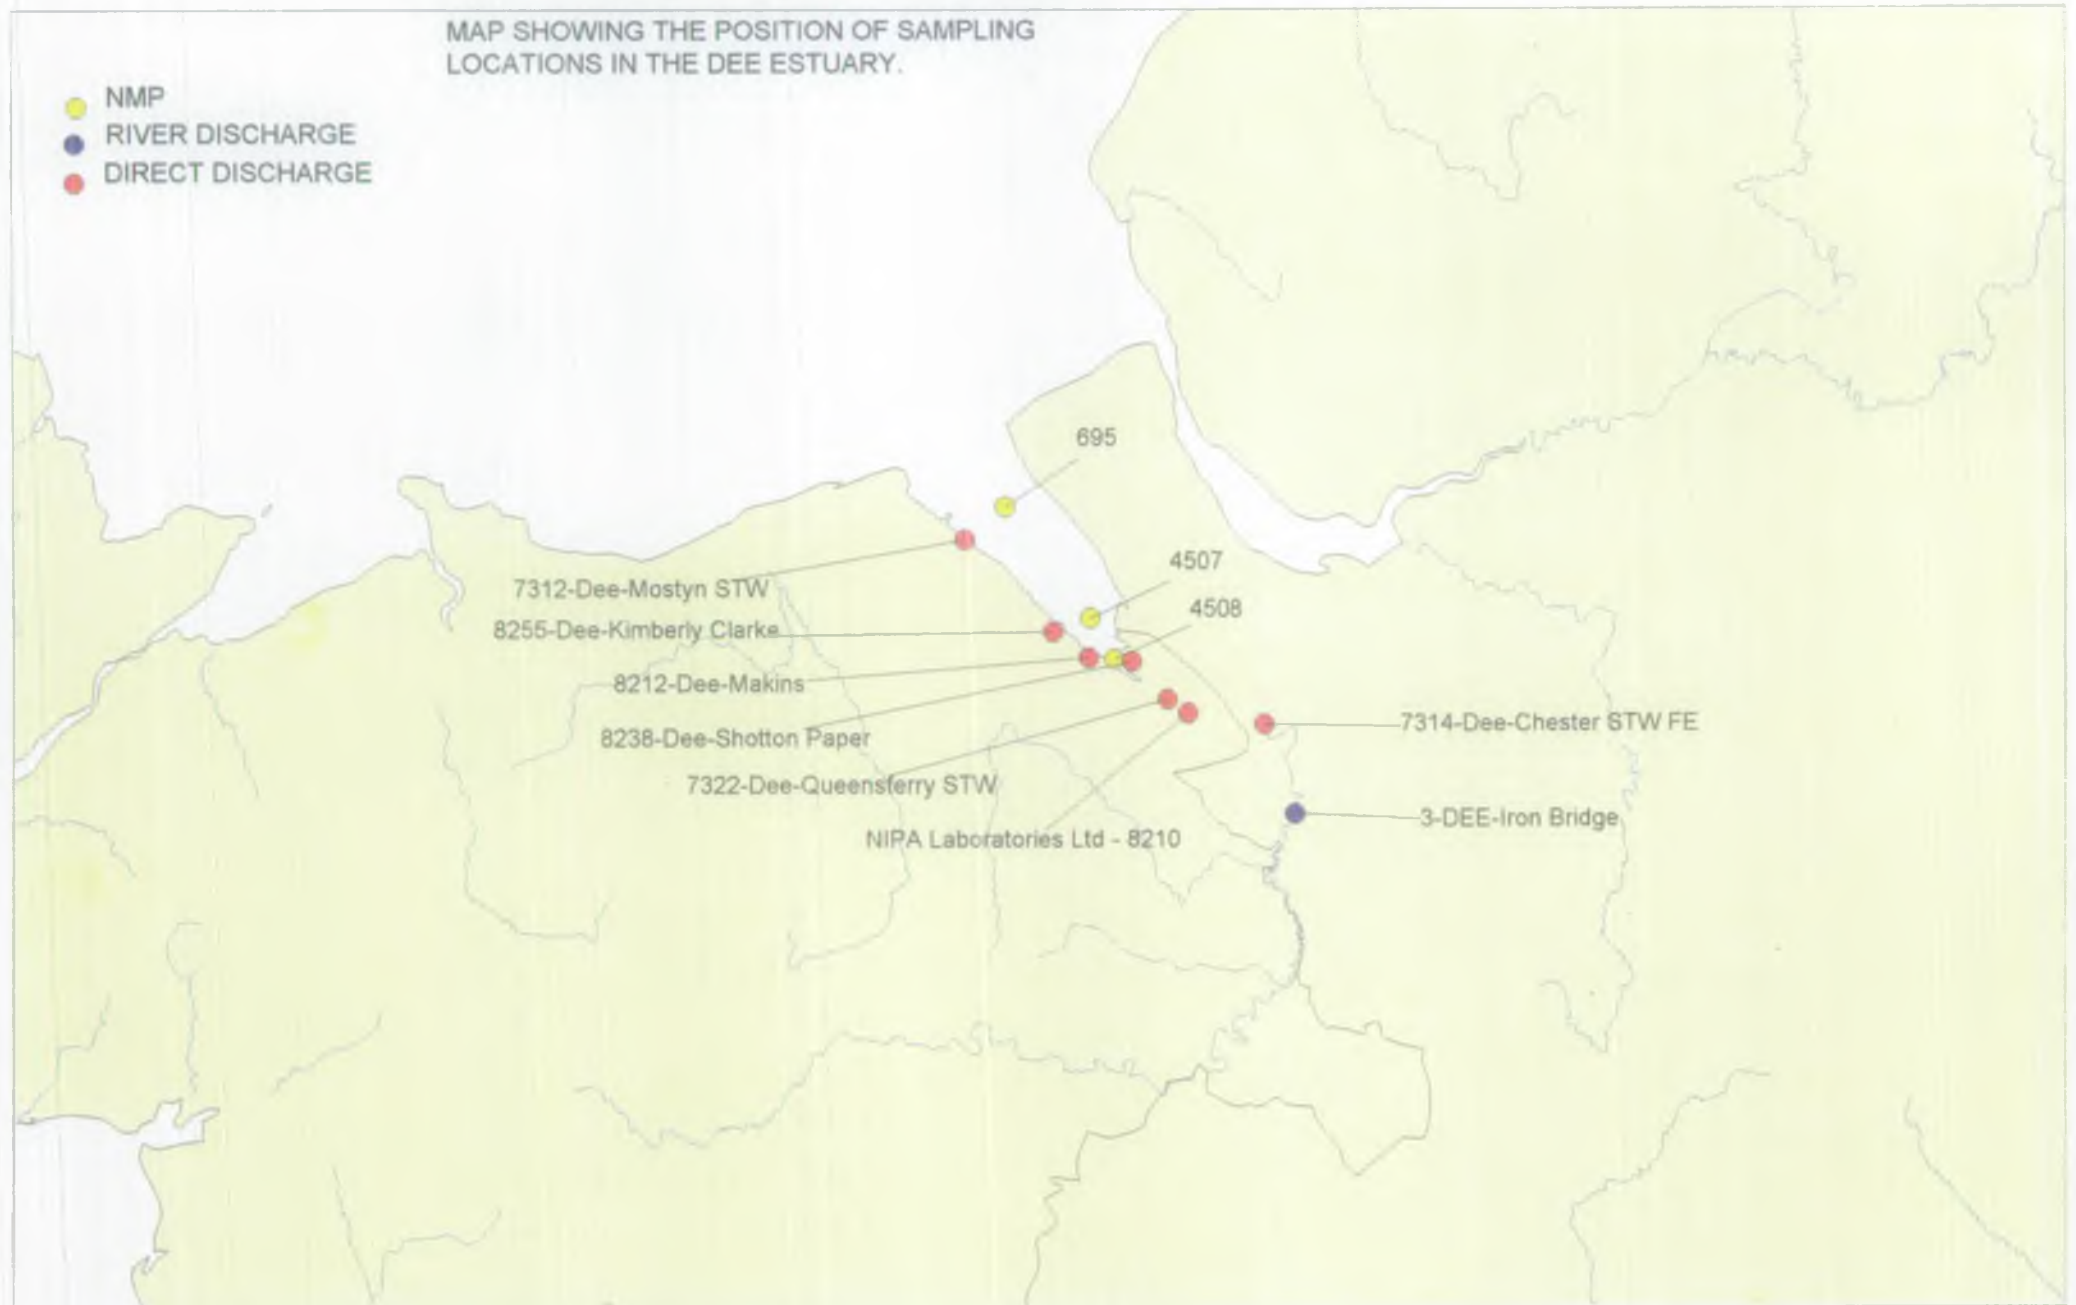 MAP SHOWING THE POSITION OF SAMPLING
LOCATIONS IN THE DEE ESTUARY.
NMP
RIVER DISCHARGE
DIRECT DISCHARGE
695
4507
7312-Dee-Mostyn STW
4508
8255-Dee-Kimberly Clarke
8212-Dee-Makins
7314-Dee-Chester STW FE
8238-Dee-Shotton Paper
7322-Dee-Queensferry STW
3-DEE-Iron Bridge
NIPA Laboratories Ltd - 8210